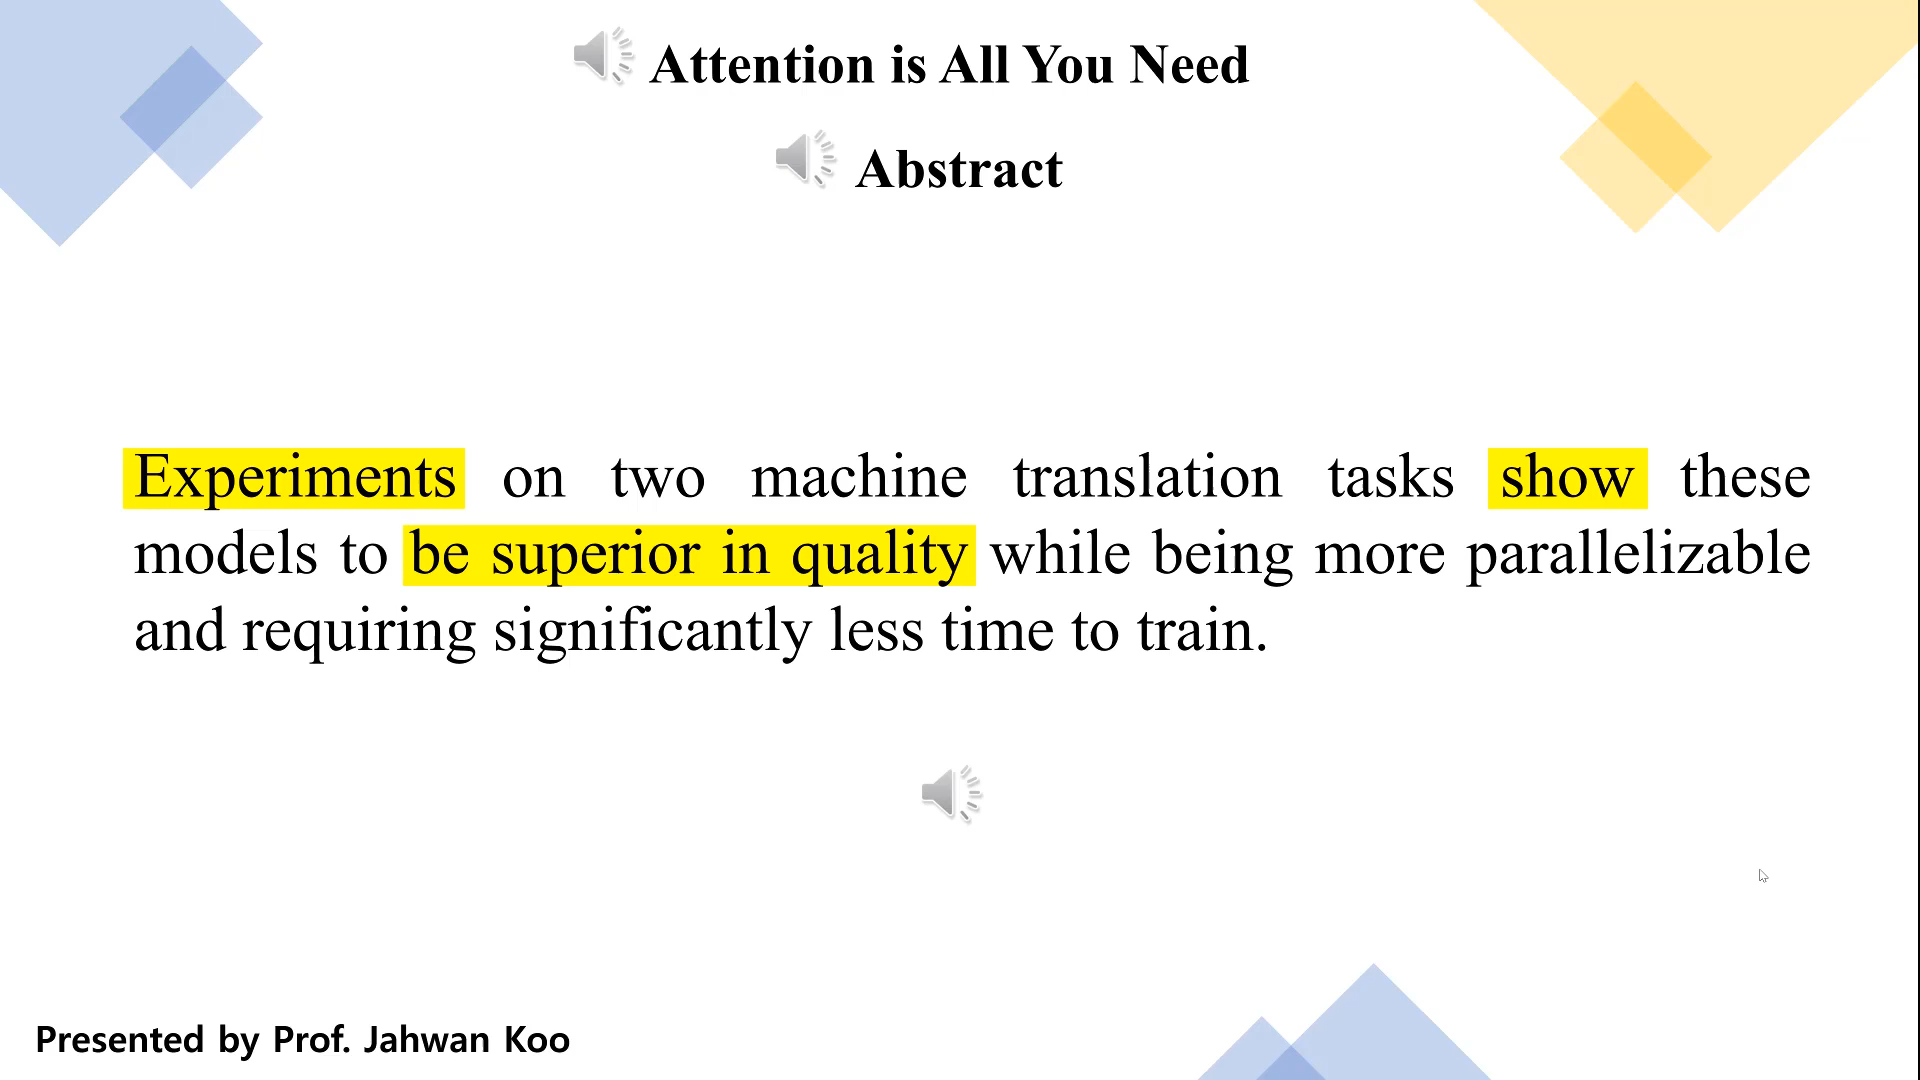 Attention is All You Need
Abstract
Experiments on two machine translation tasks show these
models to be superior in quality while being more parallelizable
and requiring significantly less time to train.
Presented by Prof. Jahwan Koo